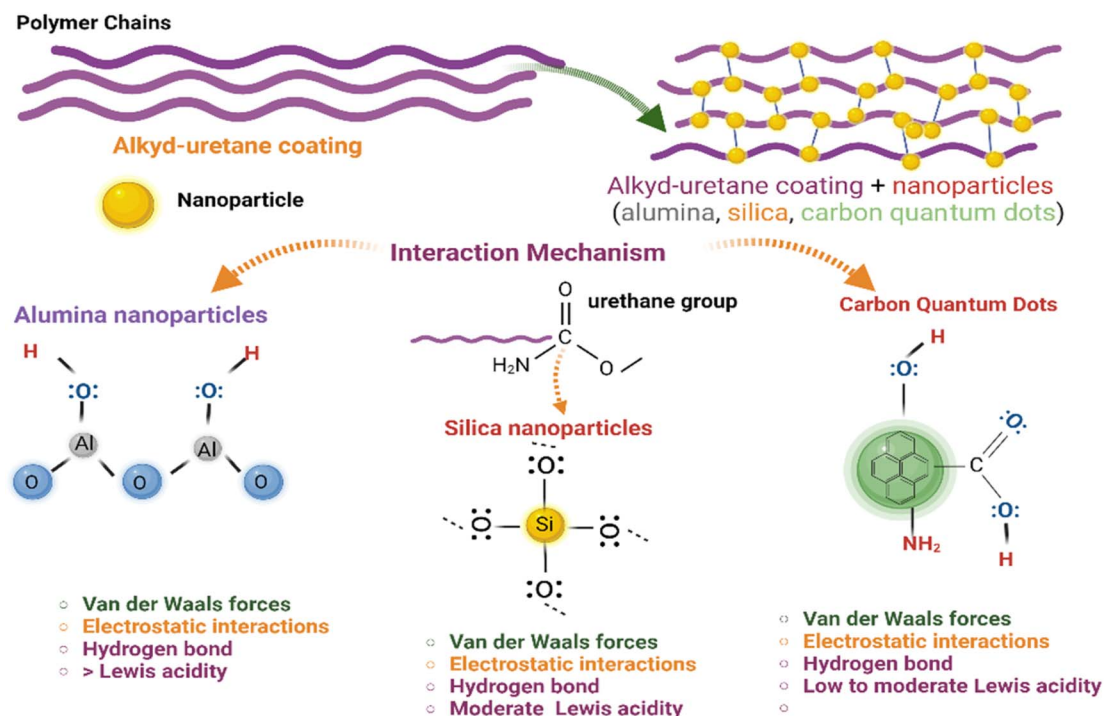 Polymer Chains
Alkyd-uretane coating
Nanoparticle
Alkyd-uretane coating + nanoparticles
(alumina, silica, carbon quantum dots)
Interaction Mechanism
Alumina nanoparticles
H
H
:O:
:O:
Al
Al
O
O
O
O
urethane group
C
H₂N
O
Silica nanoparticles
:O:
:O
Si
O:
:O:
Carbon Quantum Dots
H
:O:
:O:
C
:O:
NH₂
H
Van der Waals forces
Electrostatic interactions
Hydrogen bond
> Lewis acidity
Van der Waals forces
Electrostatic interactions
Hydrogen bond
Moderate Lewis acidity
Van der Waals forces
Electrostatic interactions
Hydrogen bond
Low to moderate Lewis acidity